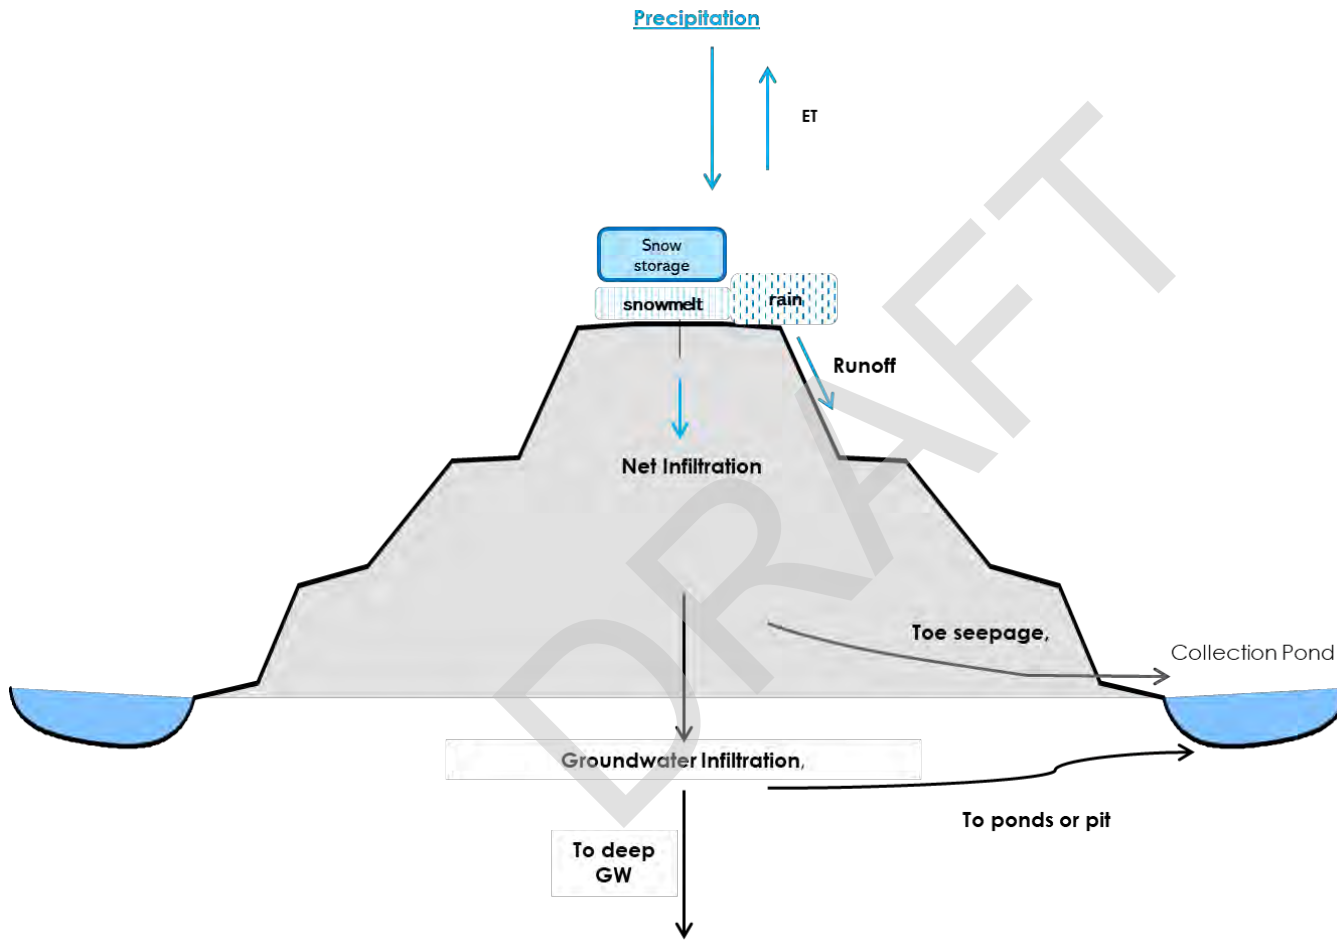 Precipitation
ET
Snow
storage
snowmelt
rain
Runoff
Net Infiltration
Toe seepage,
Collection Pond
Groundwater Infiltration,
To ponds or pit
To deep
GW
DRAFT